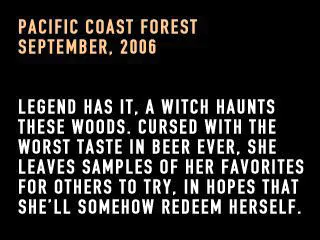 PACIFIC COAST FOREST
SEPTEMBER, 2006
LEGEND HAS IT, A WITCH HAUNTS
THESE WOODS. CURSED WITH THE
WORST TASTE IN BEER EVER, SHE
LEAVES SAMPLES OF HER FAVORITES
FOR OTHERS TO TRY, IN HOPES THAT
SHE'LL SOMEHOW REDEEM HERSELF.